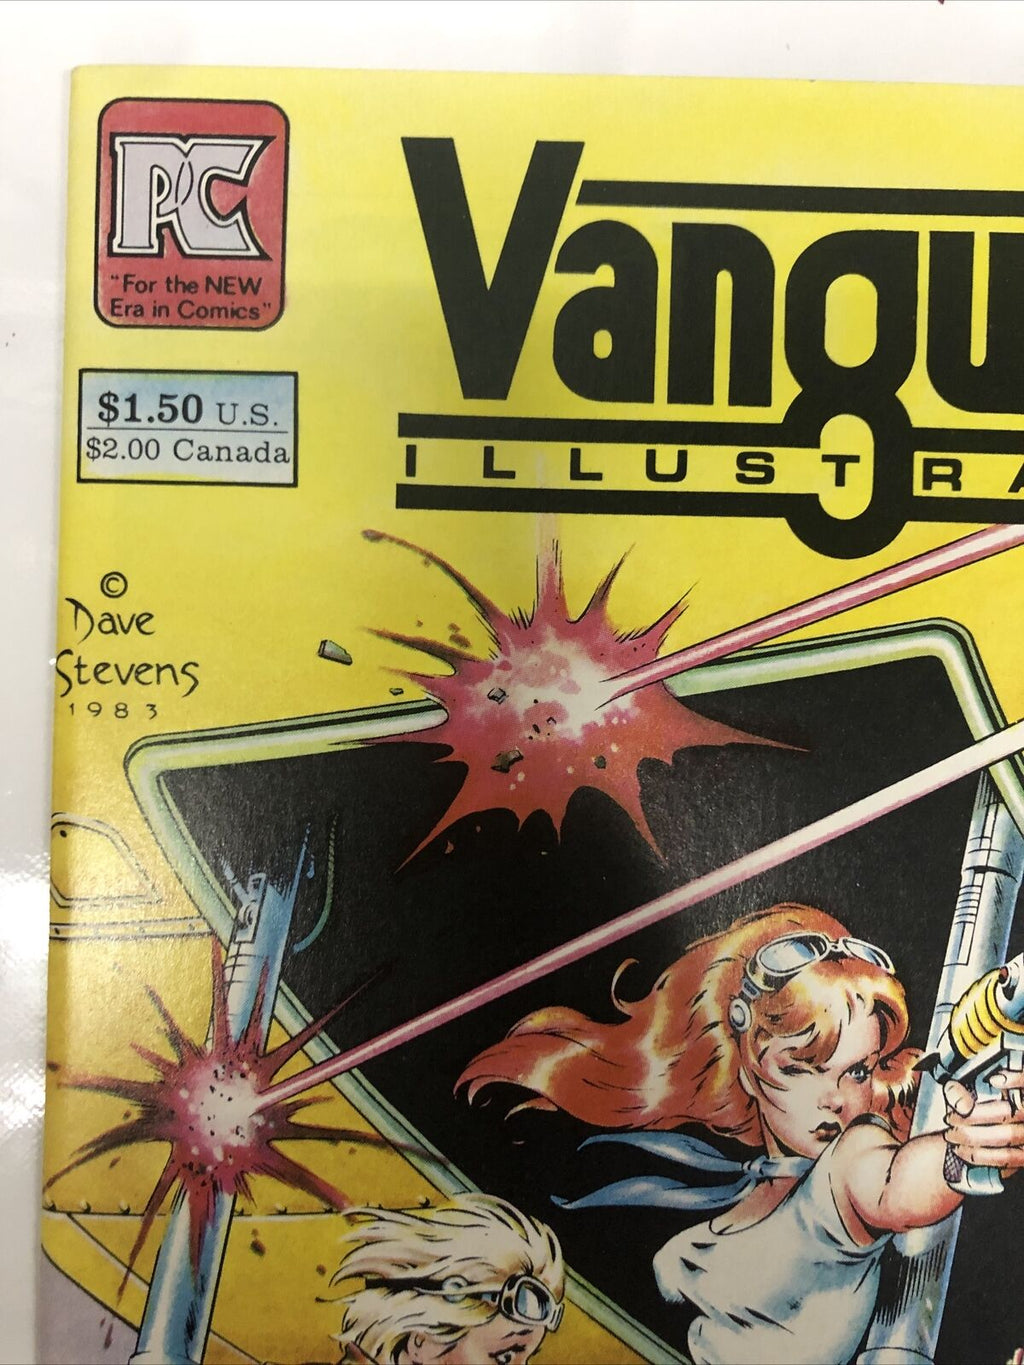 PC
"For the NEW
Era in Comics"
$1.50 U.S.
$2.00 Canada
Vangu
ILLUSTRA
©
Dave
Stevens
1983